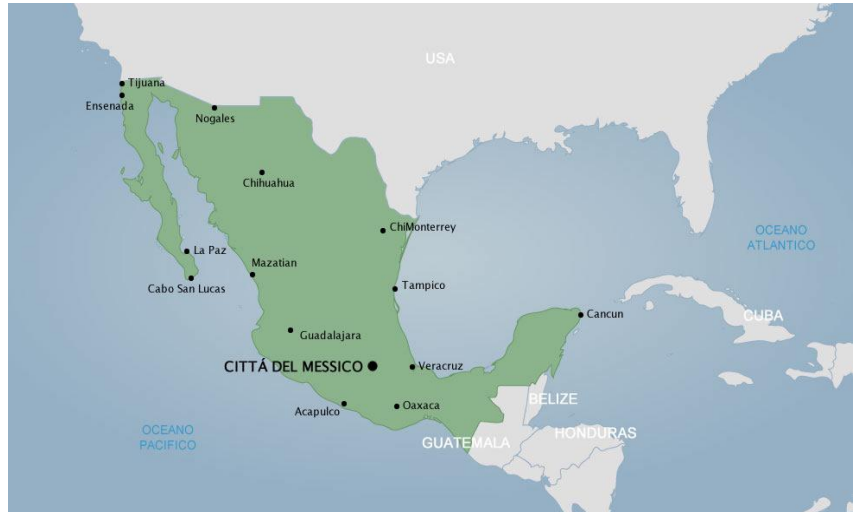 USA
Tijuana
Ensenada
Nogales
Chihuahua
ChiMonterrey
OCEANO
ATLANTICO
La Paz
Mazatian
Cabo San Lucas
Tampico
Cancun
CUBA
Guadalajara
CITTÁ DEL MESSICO
Veracruz
BELIZE
Acapulco
Oaxaca
OCEANO
PACIFICO
GUATEMALA
HONDURAS